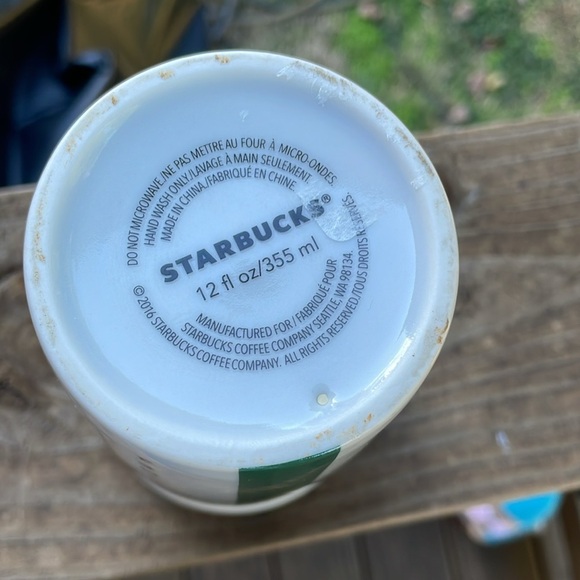 DO NOT MICROWAVE/NE PAS METTRE AU FOUR À MICRO-ONDES.
HAND WASH ONLY/LAVAGE À MAIN SEULEMENT.
MADE IN CHINA/FABRIQUÉ EN CHINE.
STARBUCKS®
12 fl oz/355 ml
MANUFACTURED FOR / FABRIQUÉ POUR
STARBUCKS COFFEE COMPANY SEATTLE, WA 98134.
© 2016 STARBUCKS COFFEE COMPANY. ALL RIGHTS RESERVED./TOUS DROITS